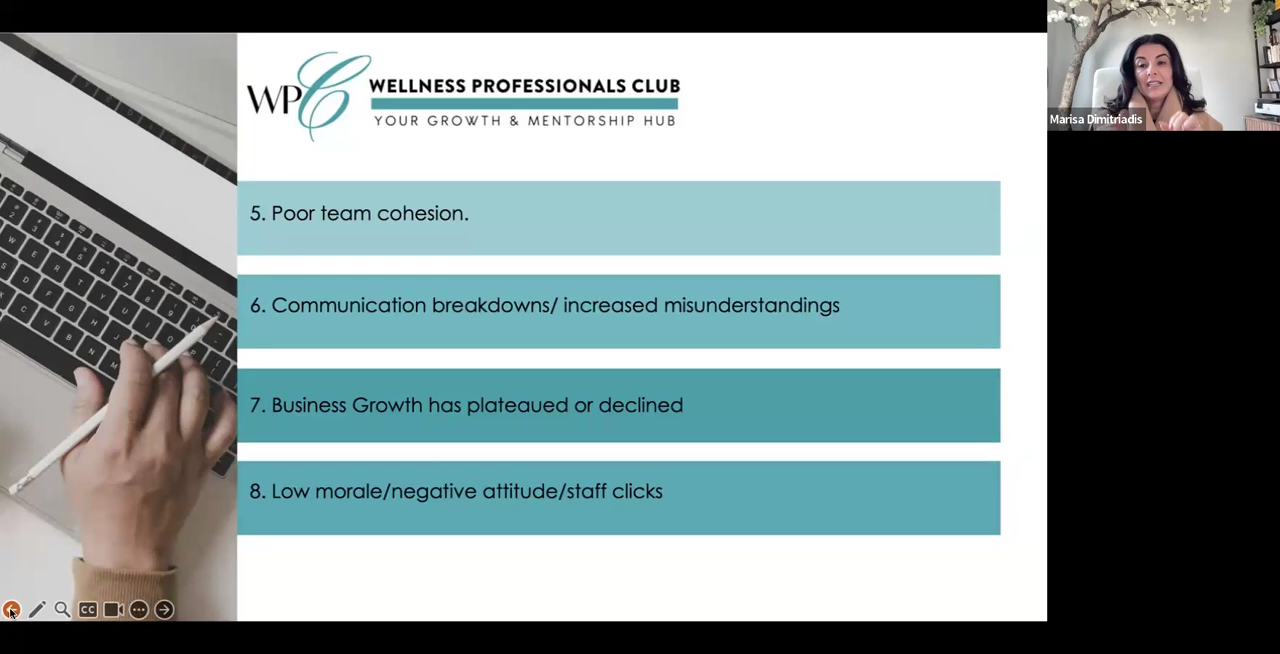 WPC WELLNESS PROFESSIONALS CLUB
YOUR GROWTH & MENTORSHIP HUB
Marisa Dimitriadis
5. Poor team cohesion.
6. Communication breakdowns/ increased misunderstandings
7. Business Growth has plateaued or declined
8. Low morale/negative attitude/staff clicks
CC